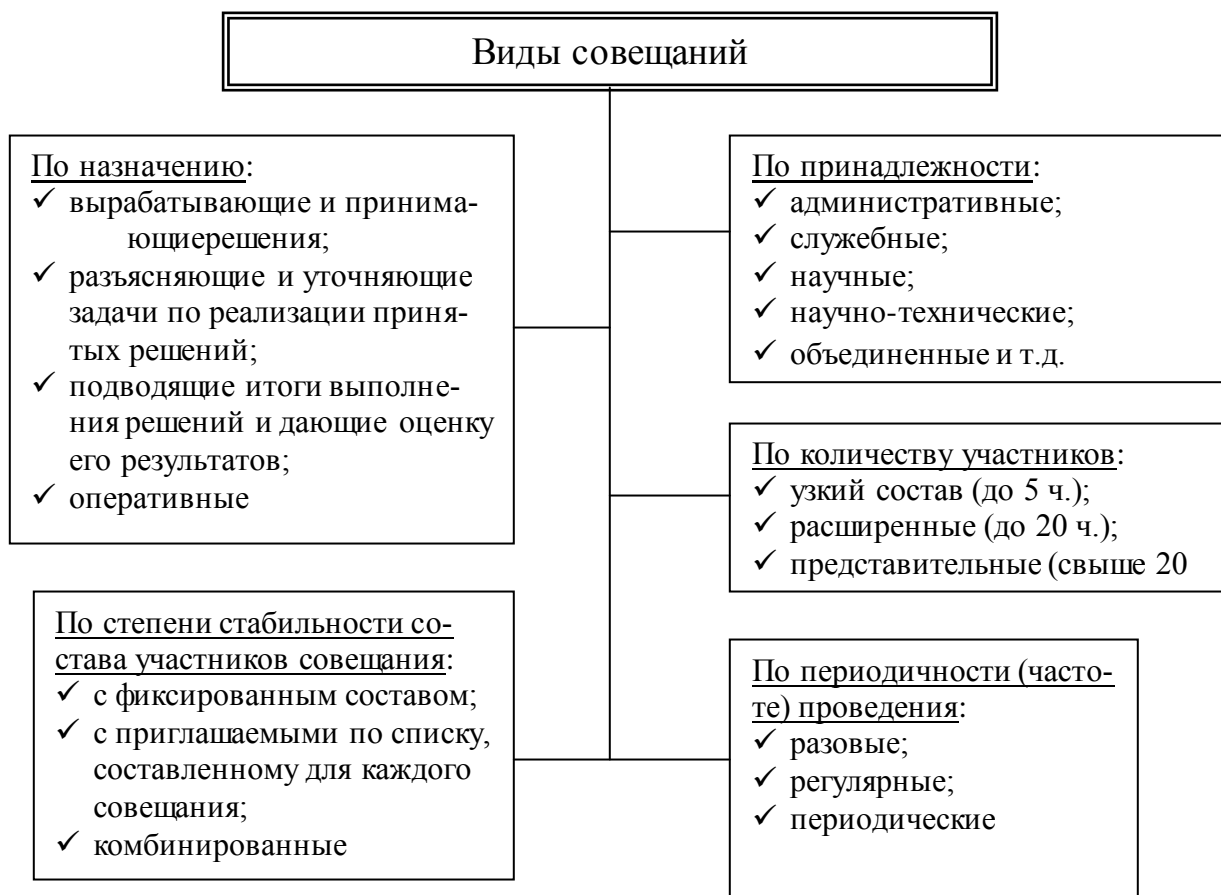 Виды совещаний
По назначению:
✓ вырабатывающие и принима-
ющиерешения;
✓ разъясняющие и уточняющие
задачи по реализации приня-
тых решений;
✓ подводящие итоги выполне-
ния решений и дающие оценку
его результатов;
✓ оперативные
По степени стабильности со-
става участников совещания:
✓ с фиксированным составом;
✓ с приглашаемыми по списку,
составленному для каждого
совещания;
✓ комбинированные
По принадлежности:
✓ административные;
✓ служебные;
✓ научные;
✓ научно-технические;
✓ объединенные и т.д.
По количеству участников:
✓ узкий состав (до 5 ч.);
✓ расширенные (до 20 ч.);
✓ представительные (свыше 20
По периодичности (часто-
те) проведения:
✓ разовые;
✓ регулярные;
✓ периодические